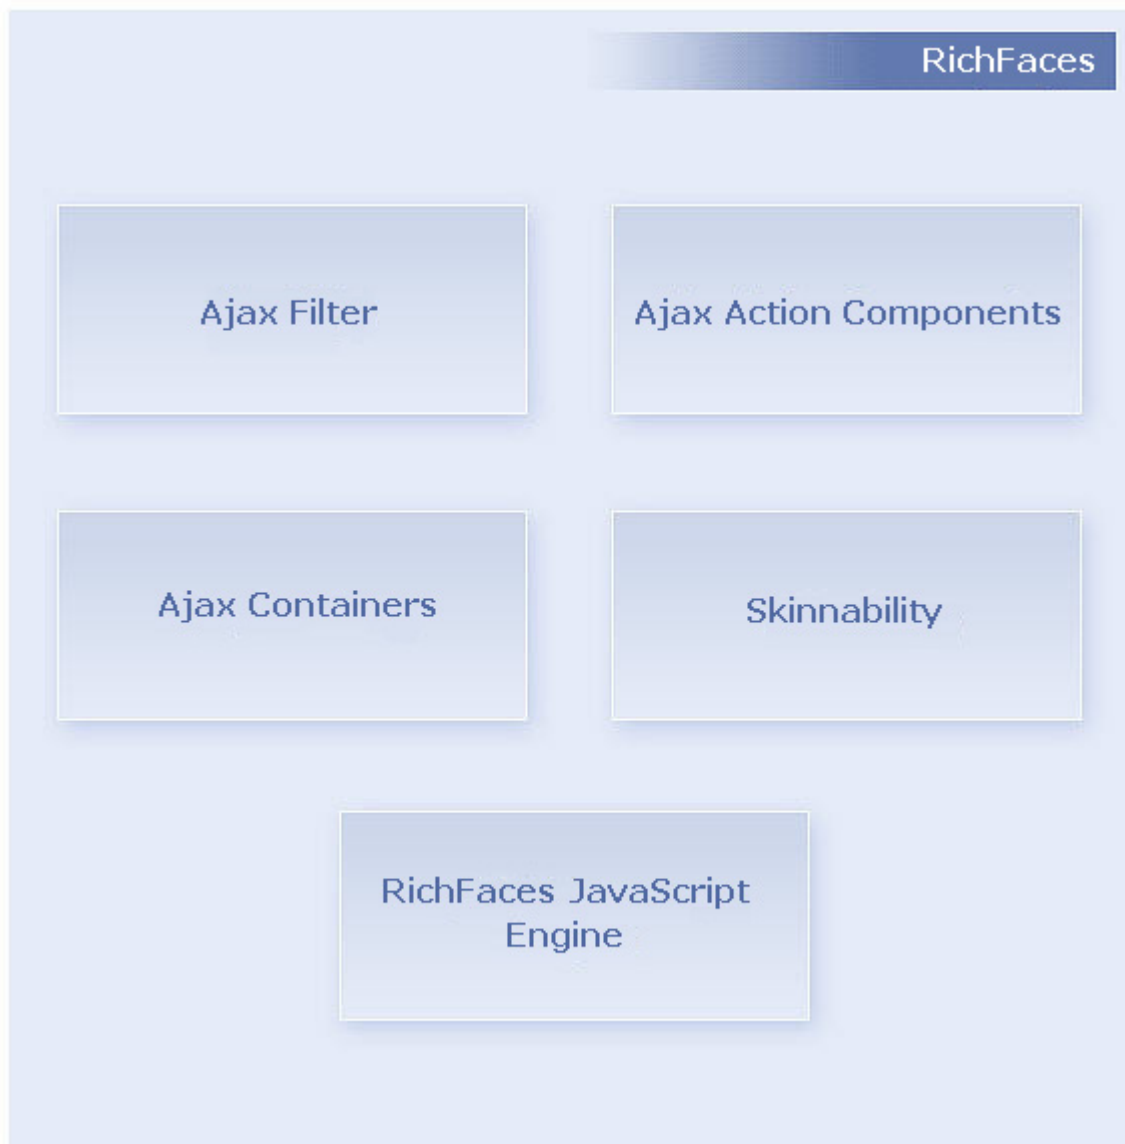 RichFaces
Ajax Filter
Ajax Action Components
Ajax Containers
Skinnability
RichFaces JavaScript
Engine